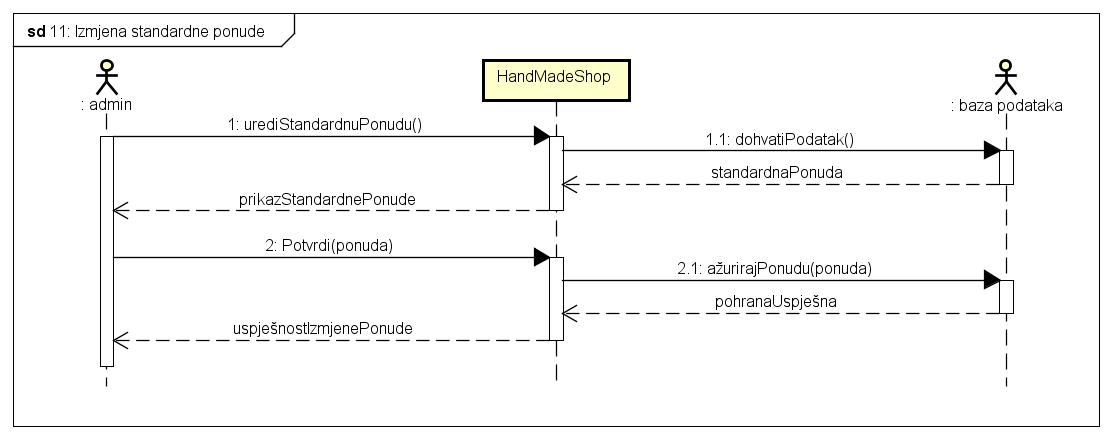 sd 11: Izmjena standardne ponude
HandMadeShop
: admin
: baza podataka
1: urediStandardnuPonudu()
1.1: dohvatiPodatak()
standardnaPonuda
prikazStandardnePonude
2: Potvrdi(ponuda)
2.1: ažurirajPonudu(ponuda)
pohranaUspješna
uspješnostIzmjenePonude